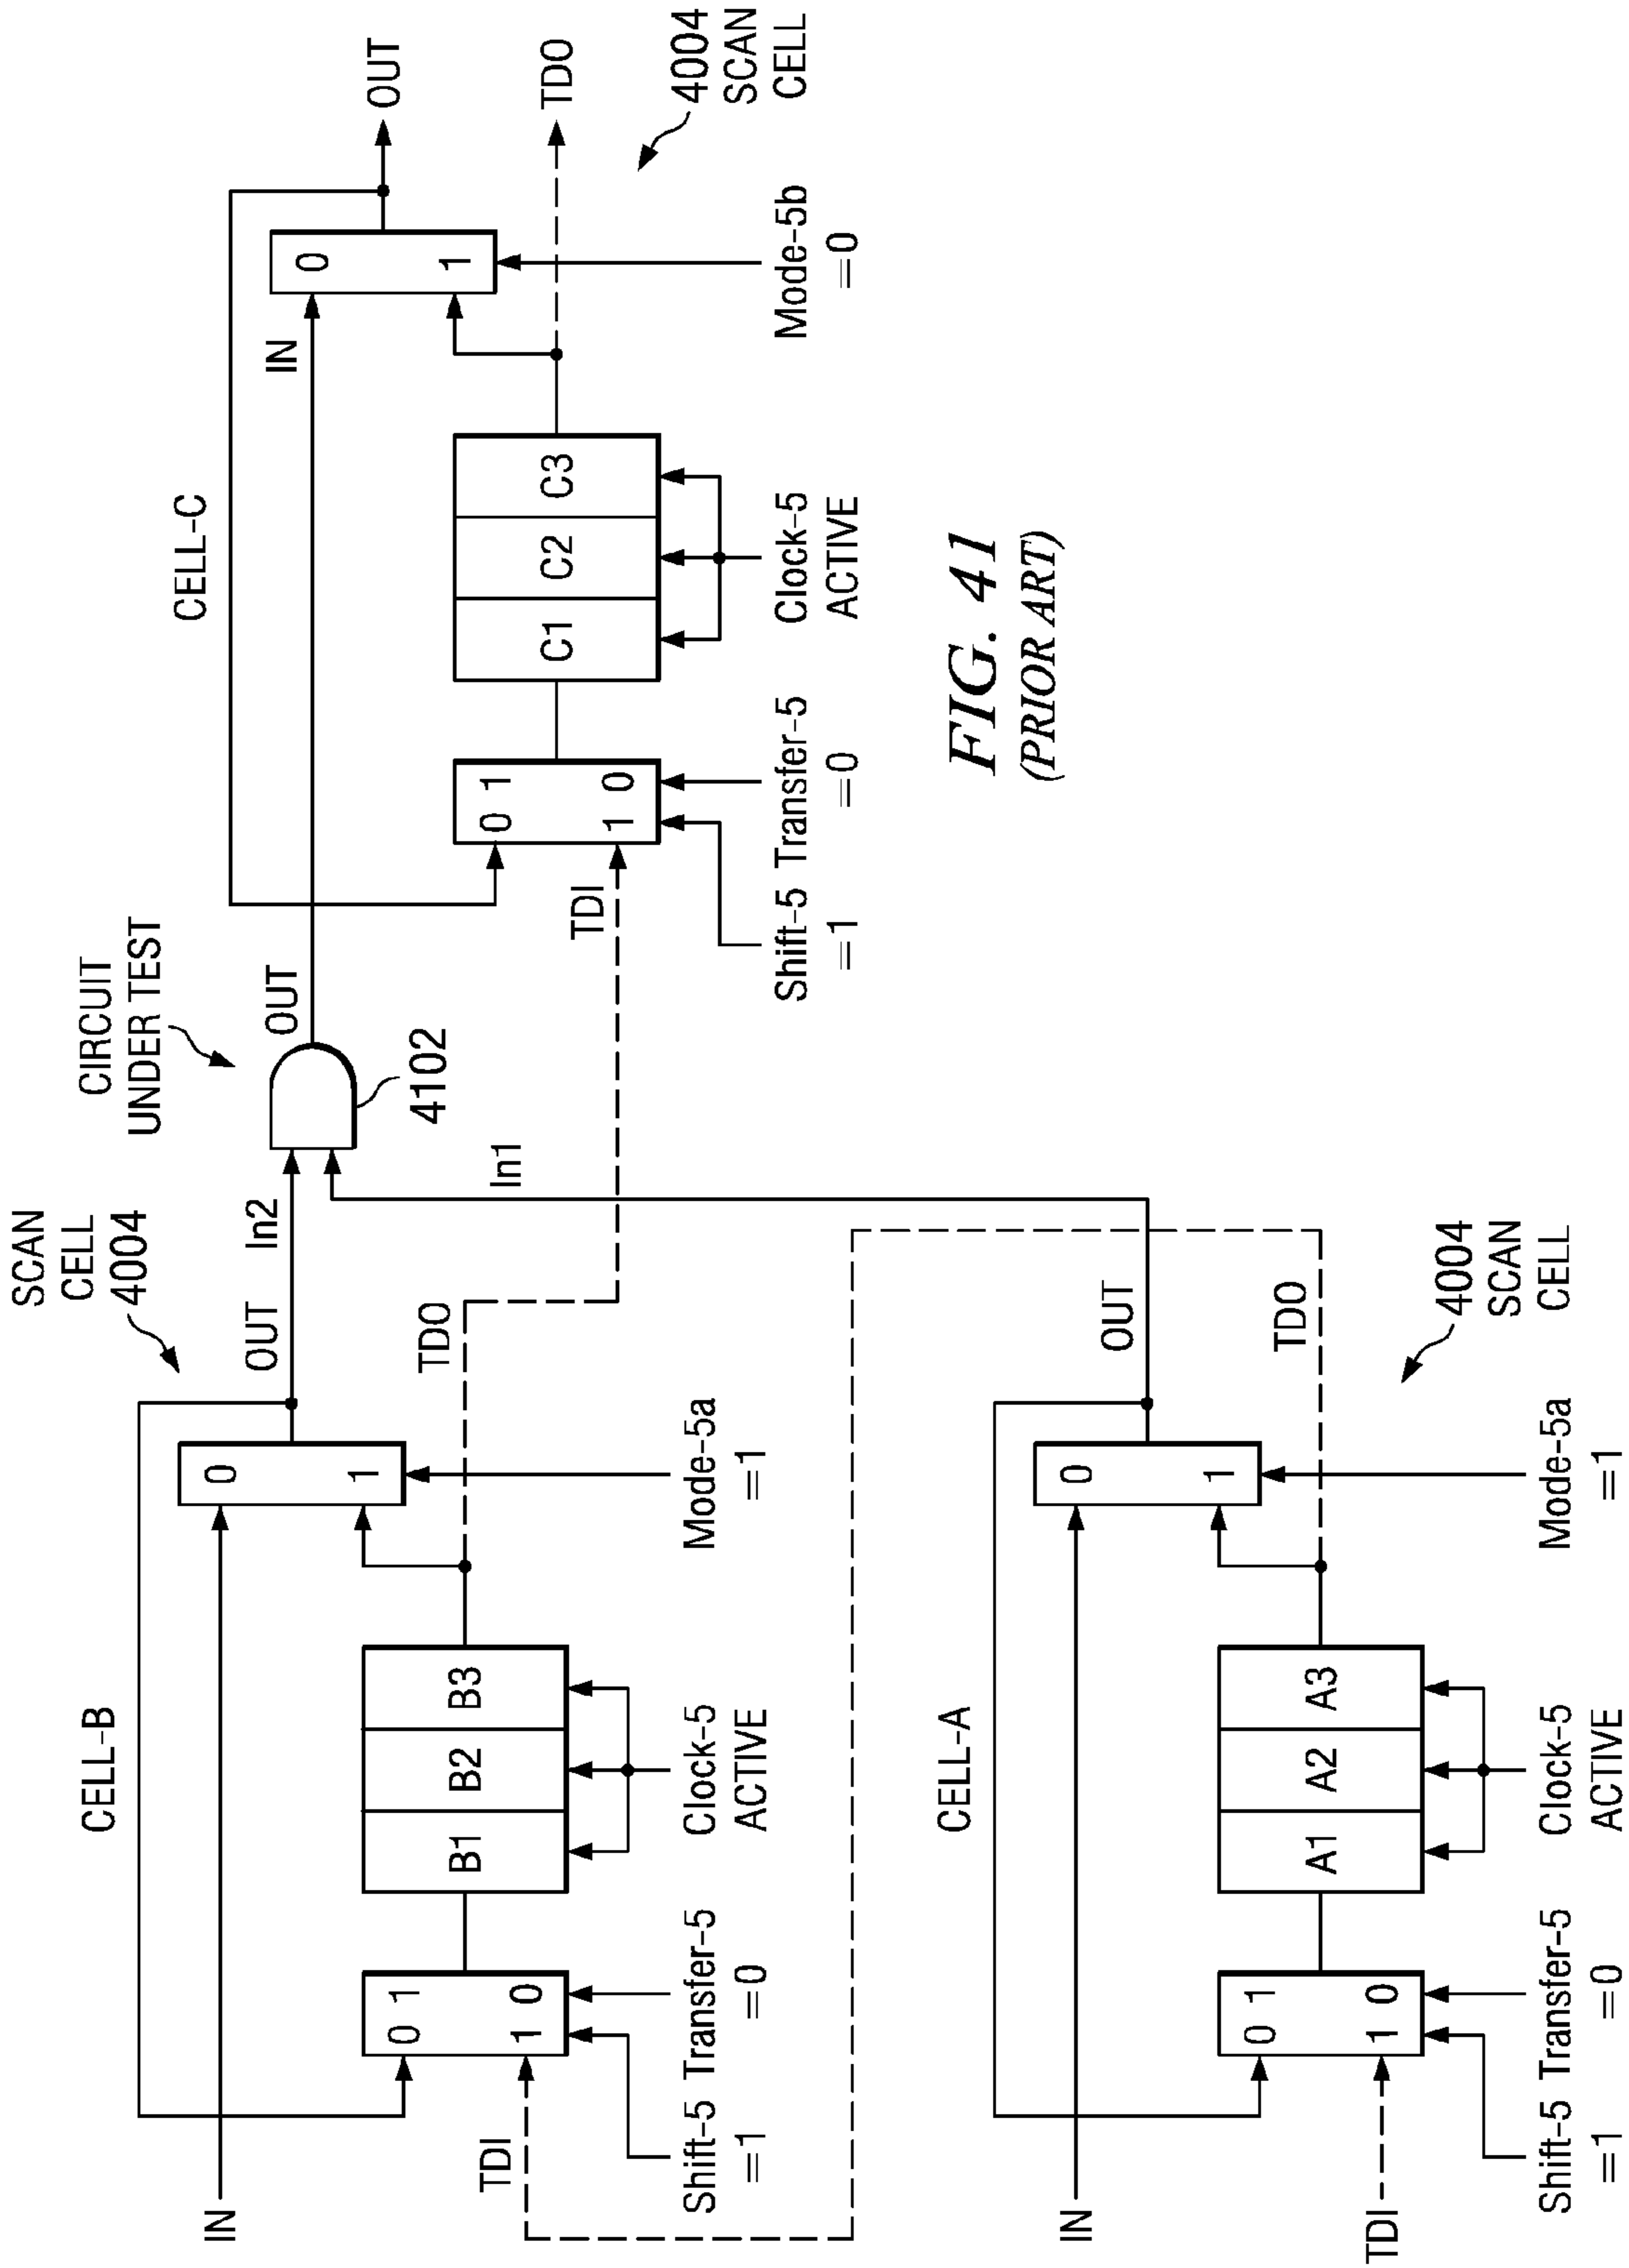 SCAN
CELL
4004
CIRCUIT
UNDER TEST
CELL-B
OUT
In2
OUT
CELL-C
IN
OUT
IN
0
1
4102
0
1
TDO
In1
TDI
0 1
1 0
C1
C2
C3
TDO
TDI
0 1
1 0
B1
B2
B3
Shift-5
=1
Transfer-5
=0
Clock-5
ACTIVE
Mode-5b
=0
4004
SCAN
CELL
Shift-5
=1
Transfer-5
=0
Clock-5
ACTIVE
Mode-5a
=1
CELL-A
OUT
IN
0
1
TDO
TDI
0 1
1 0
A1
A2
A3
Shift-5
=1
Transfer-5
=0
Clock-5
ACTIVE
Mode-5a
=1
4004
SCAN
CELL
FIG. 41
(PRIOR ART)